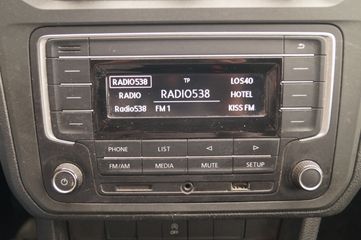 RADIO538 TP LOS40
RADIO RADIO538 HOTEL
Radio538 FM 1 KISS FM
PHONE LIST
FM/AM MEDIA MUTE SETUP